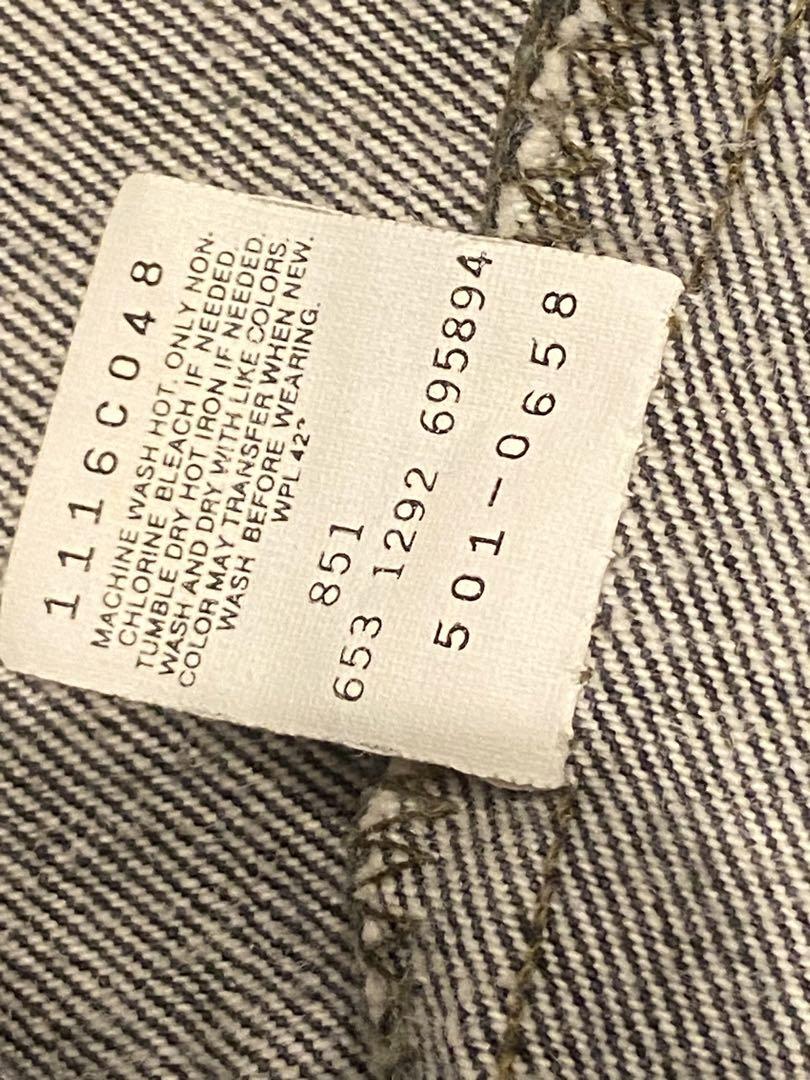 1116C048
MACHINE WASH HOT. ONLY NON-
CHLORINE BLEACH IF NEEDED.
TUMBLE DRY HOT IRON IF NEEDED.
WASH AND DRY WITH LIKE COLORS.
COLOR MAY TRANSFER WHEN NEW.
WASH BEFORE WEARING.
WPL 423
851
653 1292 695894
501-0658